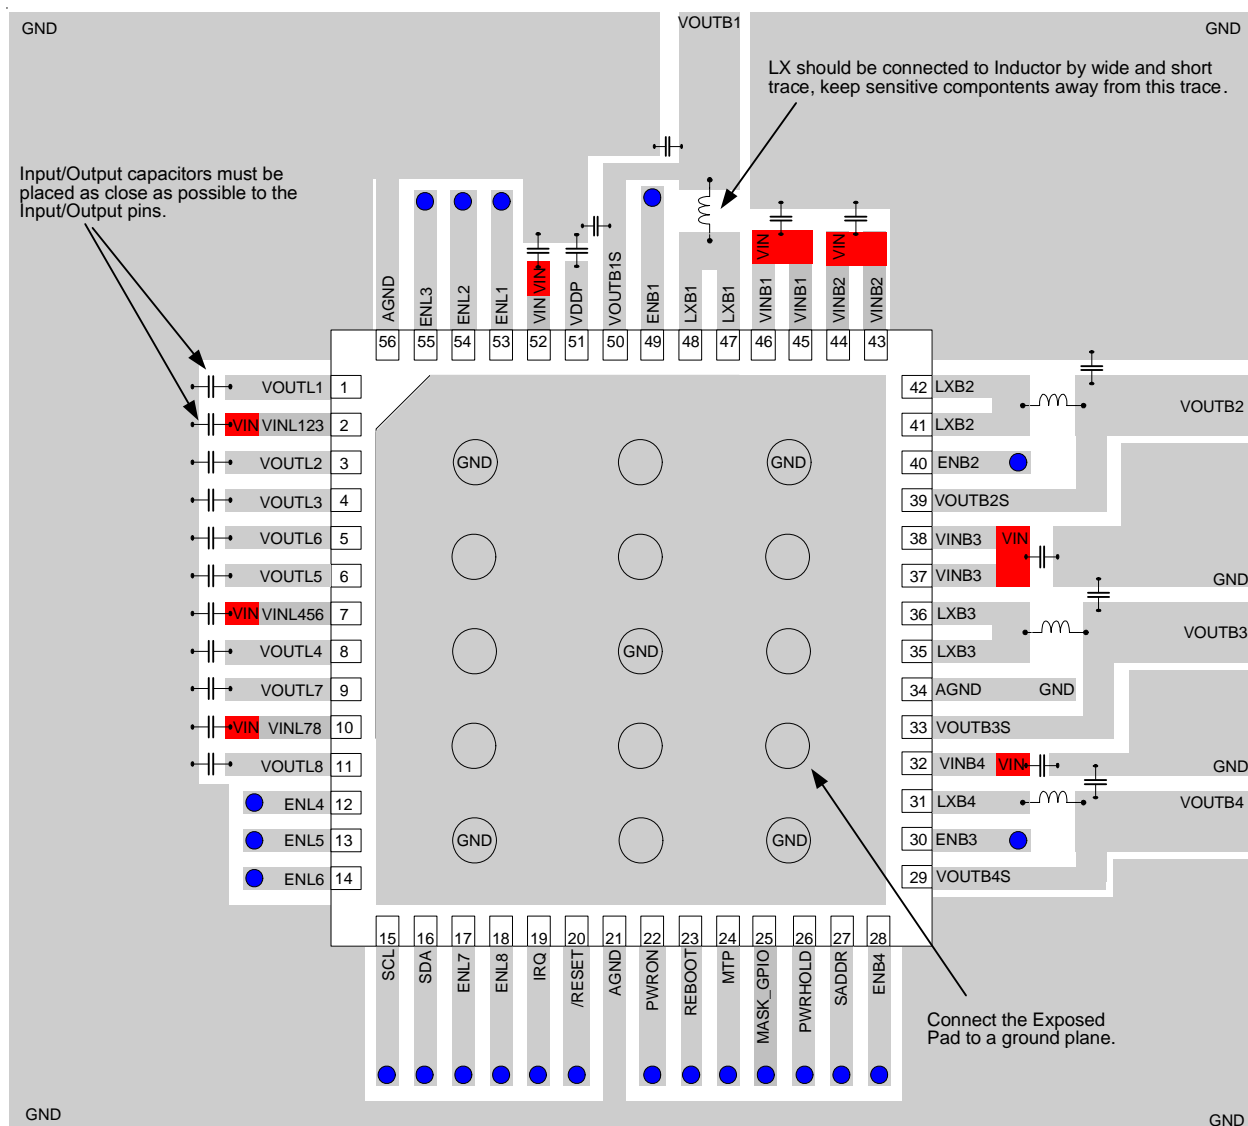 GND
VOUTB1
GND
LX should be connected to Inductor by wide and short
trace, keep sensitive compontents away from this trace.
Input/Output capacitors must be
placed as close as possible to the
Input/Output pins.
AGND
ENL3
ENL2
ENL1
VIN VIN
VDDP
VOUTB1S
ENB1
LXB1
LXB1
VINB1 VIN
VINB1
VINB2 VIN
VINB2
56 55 54 53 52 51 50 49 48 47 46 45 44 43
VOUTL1 1
VIN VINL123 2
VOUTL2 3
VOUTL3 4
VOUTL6 5
VOUTL5 6
VIN VINL456 7
VOUTL4 8
VOUTL7 9
VIN VINL78 10
VOUTL8 11
ENL4 12
ENL5 13
ENL6 14
GND GND
GND
GND GND
42 LXB2
VOUTB2
41 LXB2
40 ENB2
39 VOUTB2S
38 VINB3 VIN
37 VINB3
GND
36 LXB3
VOUTB3
35 LXB3
34 AGND GND
33 VOUTB3S
32 VINB4 VIN
GND
31 LXB4
VOUTB4
30 ENB3
29 VOUTB4S
15 16 17 18 19 20 21 22 23 24 25 26 27 28
SCL
SDA
ENL7
ENL8
IRQ
/RESET
AGND
PWRON
REBOOT
MTP
MASK_GPIO
PWRHOLD
SADDR
ENB4
Connect the Exposed
Pad to a ground plane.
GND
GND